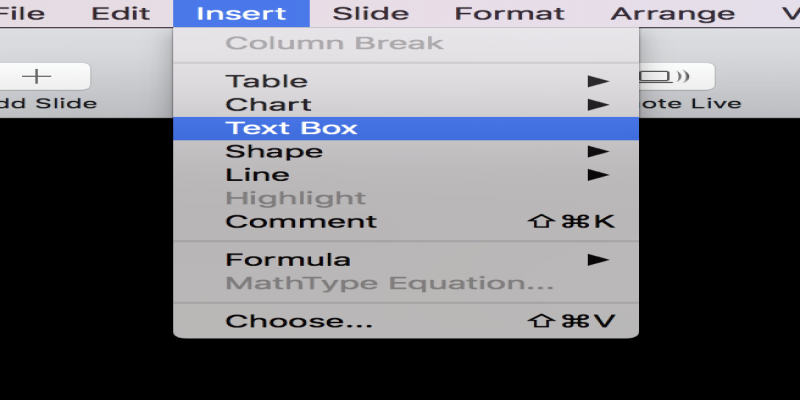 File Edit Insert Slide Format Arrange
Column Break
Table
Chart
Text Box
Shape
Line
Highlight
Comment ⇧⌘K
Formula
MathType Equation...
Choose... ⇧⌘V
dd Slide
ote Live